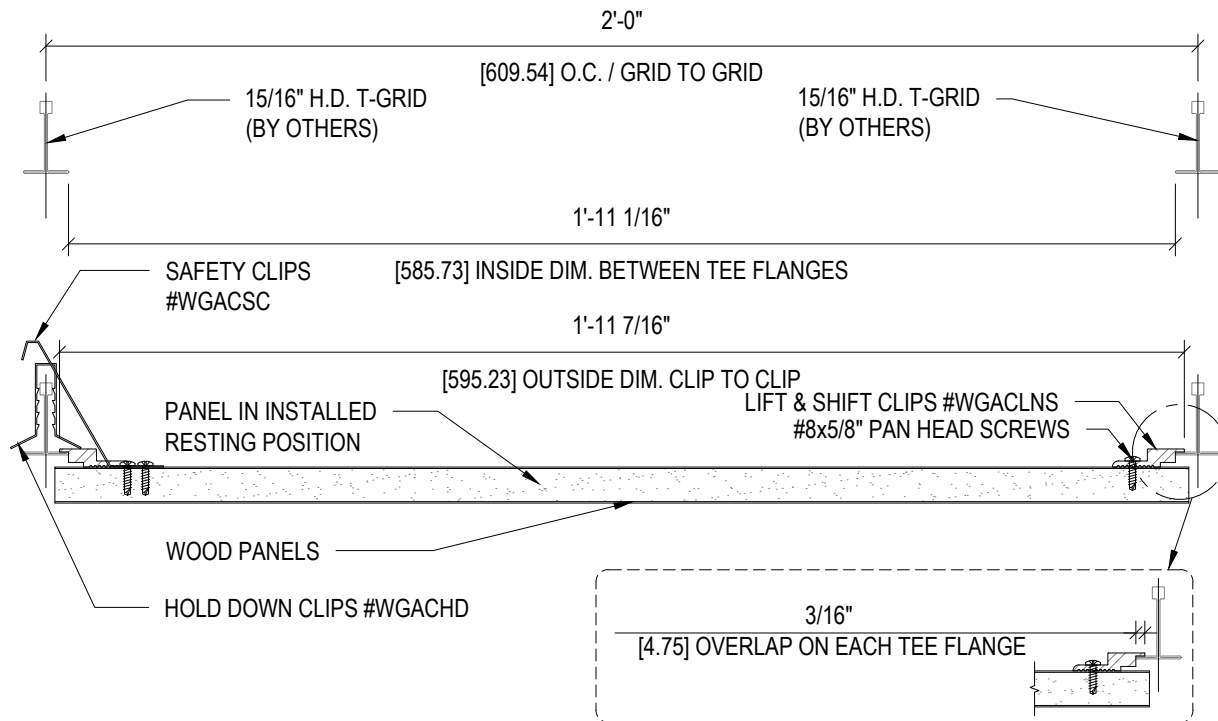 2'-0"
[609.54] O.C. / GRID TO GRID
15/16" H.D. T-GRID
(BY OTHERS)
15/16" H.D. T-GRID
(BY OTHERS)
1'-11 1/16"
[585.73] INSIDE DIM. BETWEEN TEE FLANGES
SAFETY CLIPS
#WGACSC
1'-11 7/16"
[595.23] OUTSIDE DIM. CLIP TO CLIP
PANEL IN INSTALLED
RESTING POSITION
LIFT & SHIFT CLIPS #WGACLNS
#8x5/8" PAN HEAD SCREWS
WOOD PANELS
HOLD DOWN CLIPS #WGACHD
3/16"
[4.75] OVERLAP ON EACH TEE FLANGE